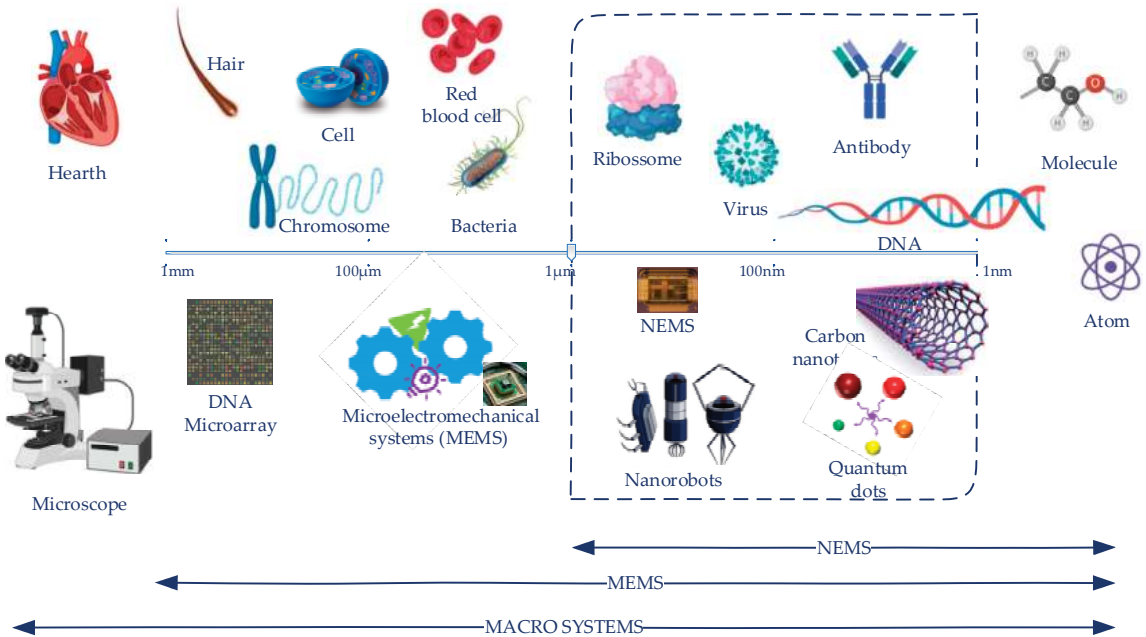 Hearth
Hair
Cell
Red
blood cell
Chromosome
Bacteria
Ribossome
Virus
Antibody
DNA
Molecule
1mm
100μm
1μm
100nm
1nm
Microscope
DNA
Microarray
Microelectromechanical
systems (MEMS)
NEMS
Nanorobots
Carbon
Quantum
dots
Atom
NEMS
MEMS
MACRO SYSTEMS
C
C
O
H
H
H
H
H